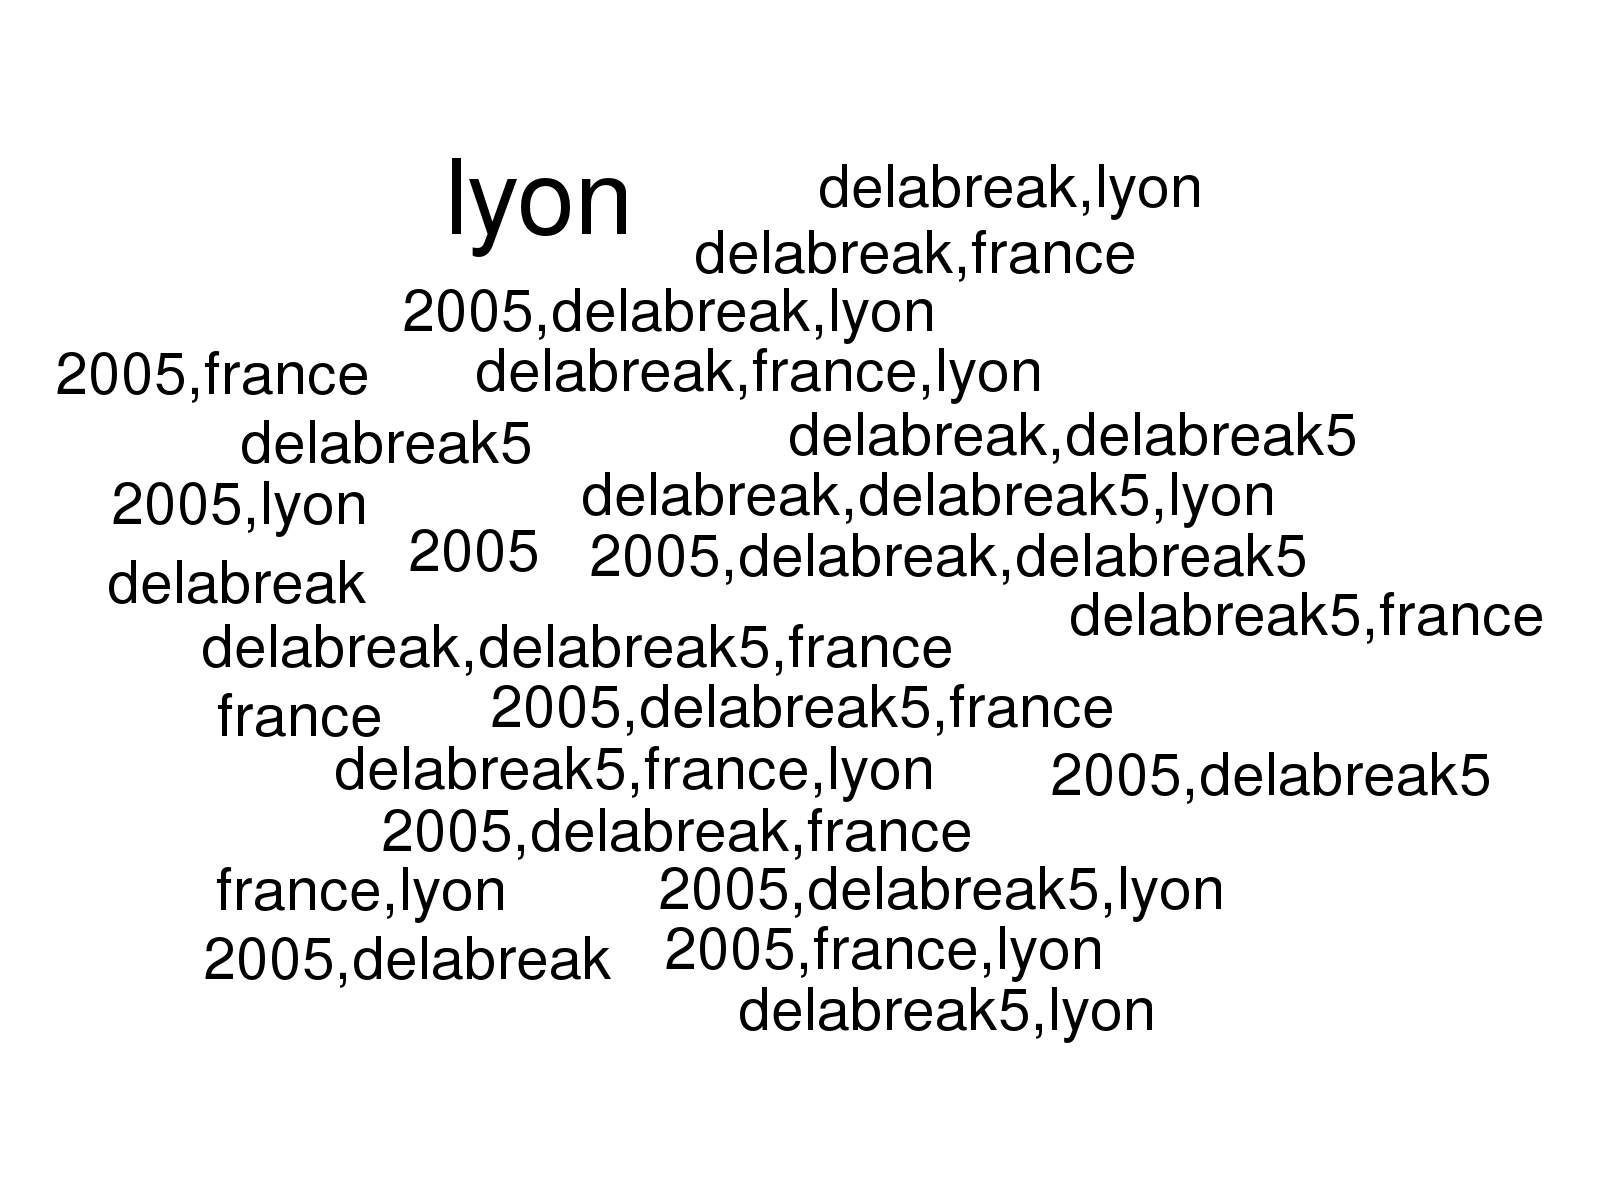 lyon
delabreak,lyon
delabreak,france
2005,delabreak,lyon
2005,france
delabreak,france,lyon
delabreak5
delabreak,delabreak5
2005,lyon
delabreak,delabreak5,lyon
2005
2005,delabreak,delabreak5
delabreak
delabreak5,france
delabreak,delabreak5,france
france
2005,delabreak5,france
delabreak5,france,lyon
2005,delabreak5
2005,delabreak,france
france,lyon
2005,delabreak5,lyon
2005,delabreak
2005,france,lyon
delabreak5,lyon